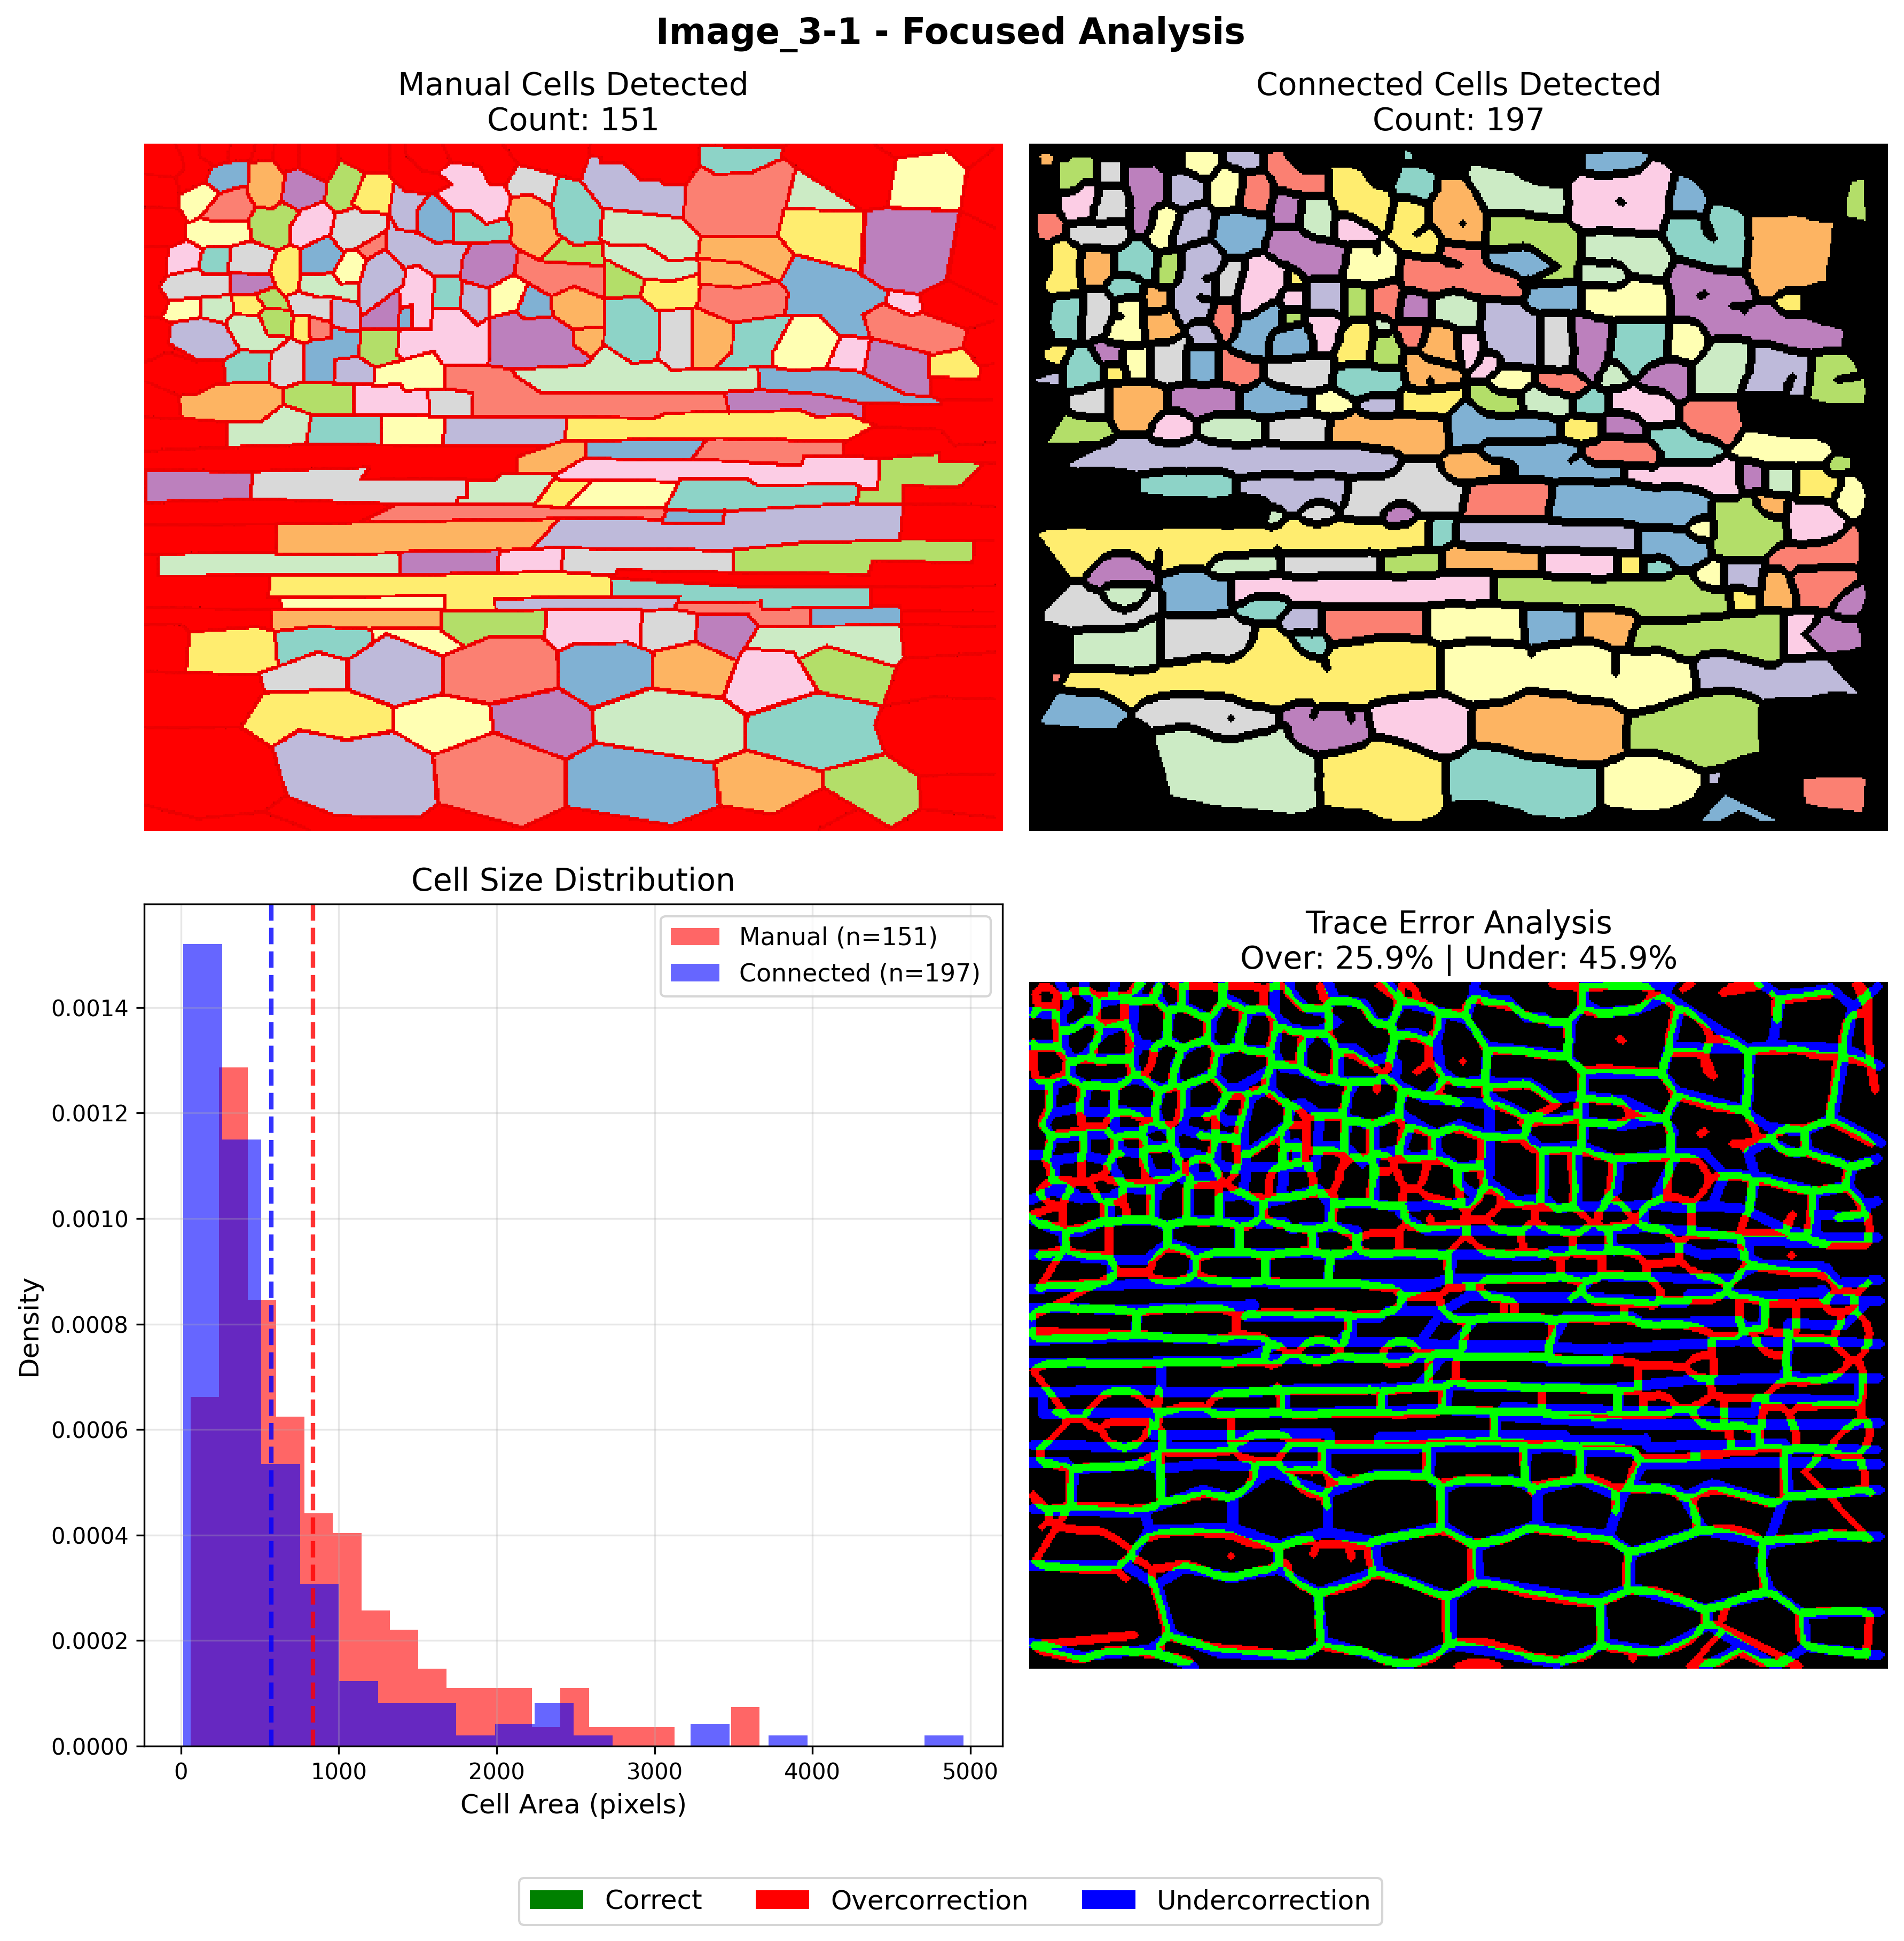 Image_3-1 - Focused Analysis
Manual Cells Detected
Count: 151
Connected Cells Detected
Count: 197
Cell Size Distribution
Manual (n=151)
Connected (n=197)
0.0014
0.0012
0.0010
0.0008
0.0006
0.0004
0.0002
0.0000
Density
0
1000
2000
3000
4000
5000
Cell Area (pixels)
Trace Error Analysis
Over: 25.9% | Under: 45.9%
Correct
Overcorrection
Undercorrection